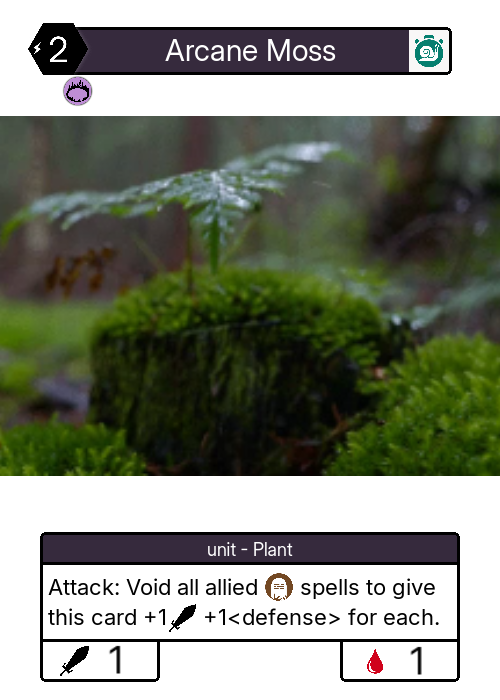 2
Arcane Moss
unit - Plant
Attack: Void all allied spells to give
this card +1 +1<defense> for each.
1
1